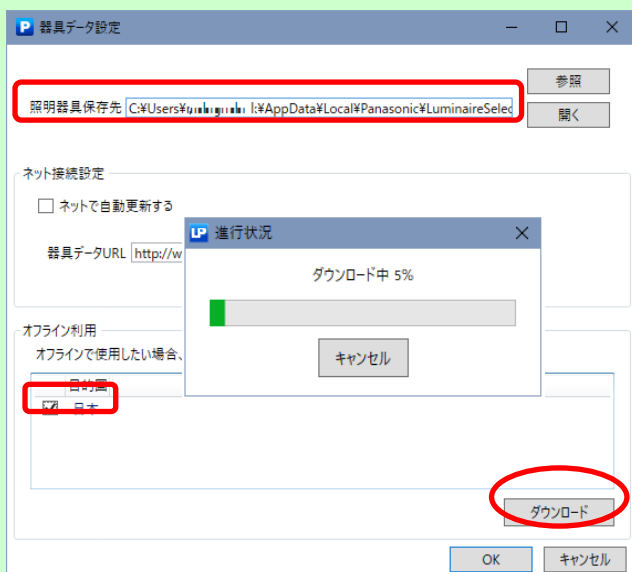 P 器具データ設定
参照
照明器具保存先 C:¥Users¥ l:¥AppData¥Local¥Panasonic¥LuminaireSelec
開く
ネット接続設定
ネットで自動更新する
LP 進行状況
器具データURL http://w
ダウンロード中 5%
オフライン利用
オフラインで使用したい場合、
キャンセル
目的国
日本
ダウンロード
OK キャンセル